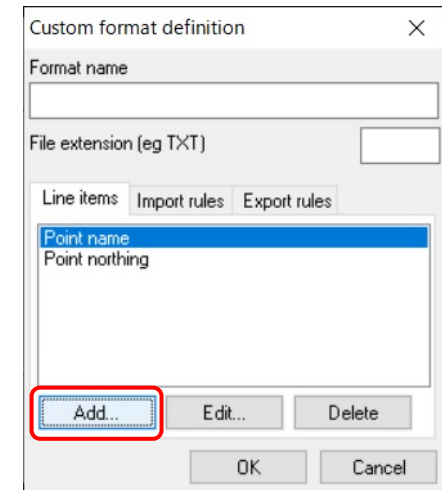 Custom format definition
Format name
File extension (eg TXT)
Line items Import rules Export rules
Point name
Point northing
Add... Edit... Delete
OK Cancel